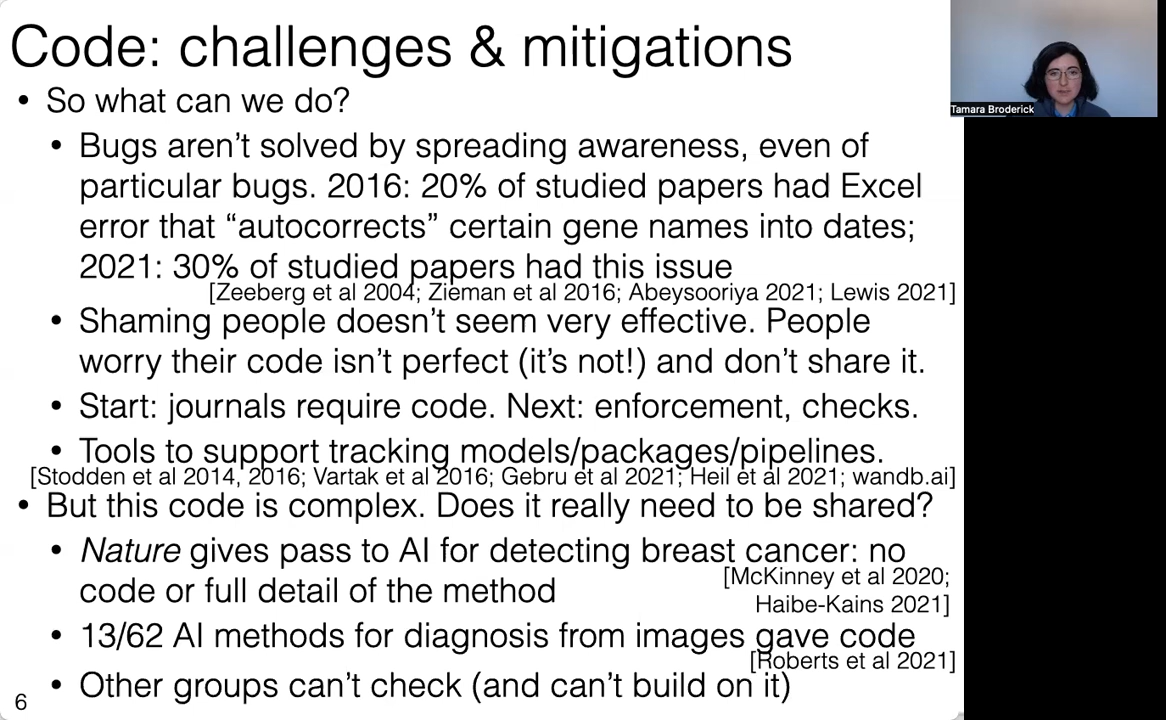 Code: challenges & mitigations
Tamara Broderick
• So what can we do?
• Bugs aren't solved by spreading awareness, even of
particular bugs. 2016: 20% of studied papers had Excel
error that “autocorrects” certain gene names into dates;
2021: 30% of studied papers had this issue
[Zeeberg et al 2004; Zieman et al 2016; Abeysooriya 2021; Lewis 2021]
• Shaming people doesn't seem very effective. People
worry their code isn't perfect (it's not!) and don't share it.
• Start: journals require code. Next: enforcement, checks.
• Tools to support tracking models/packages/pipelines.
[Stodden et al 2014, 2016; Vartak et al 2016; Gebru et al 2021; Heil et al 2021; wandb.ai]
• But this code is complex. Does it really need to be shared?
• Nature gives pass to AI for detecting breast cancer: no
code or full detail of the method
[McKinney et al 2020;
Haibe-Kains 2021]
• 13/62 AI methods for diagnosis from images gave code
[Roberts et al 2021]
• Other groups can't check (and can't build on it)
6